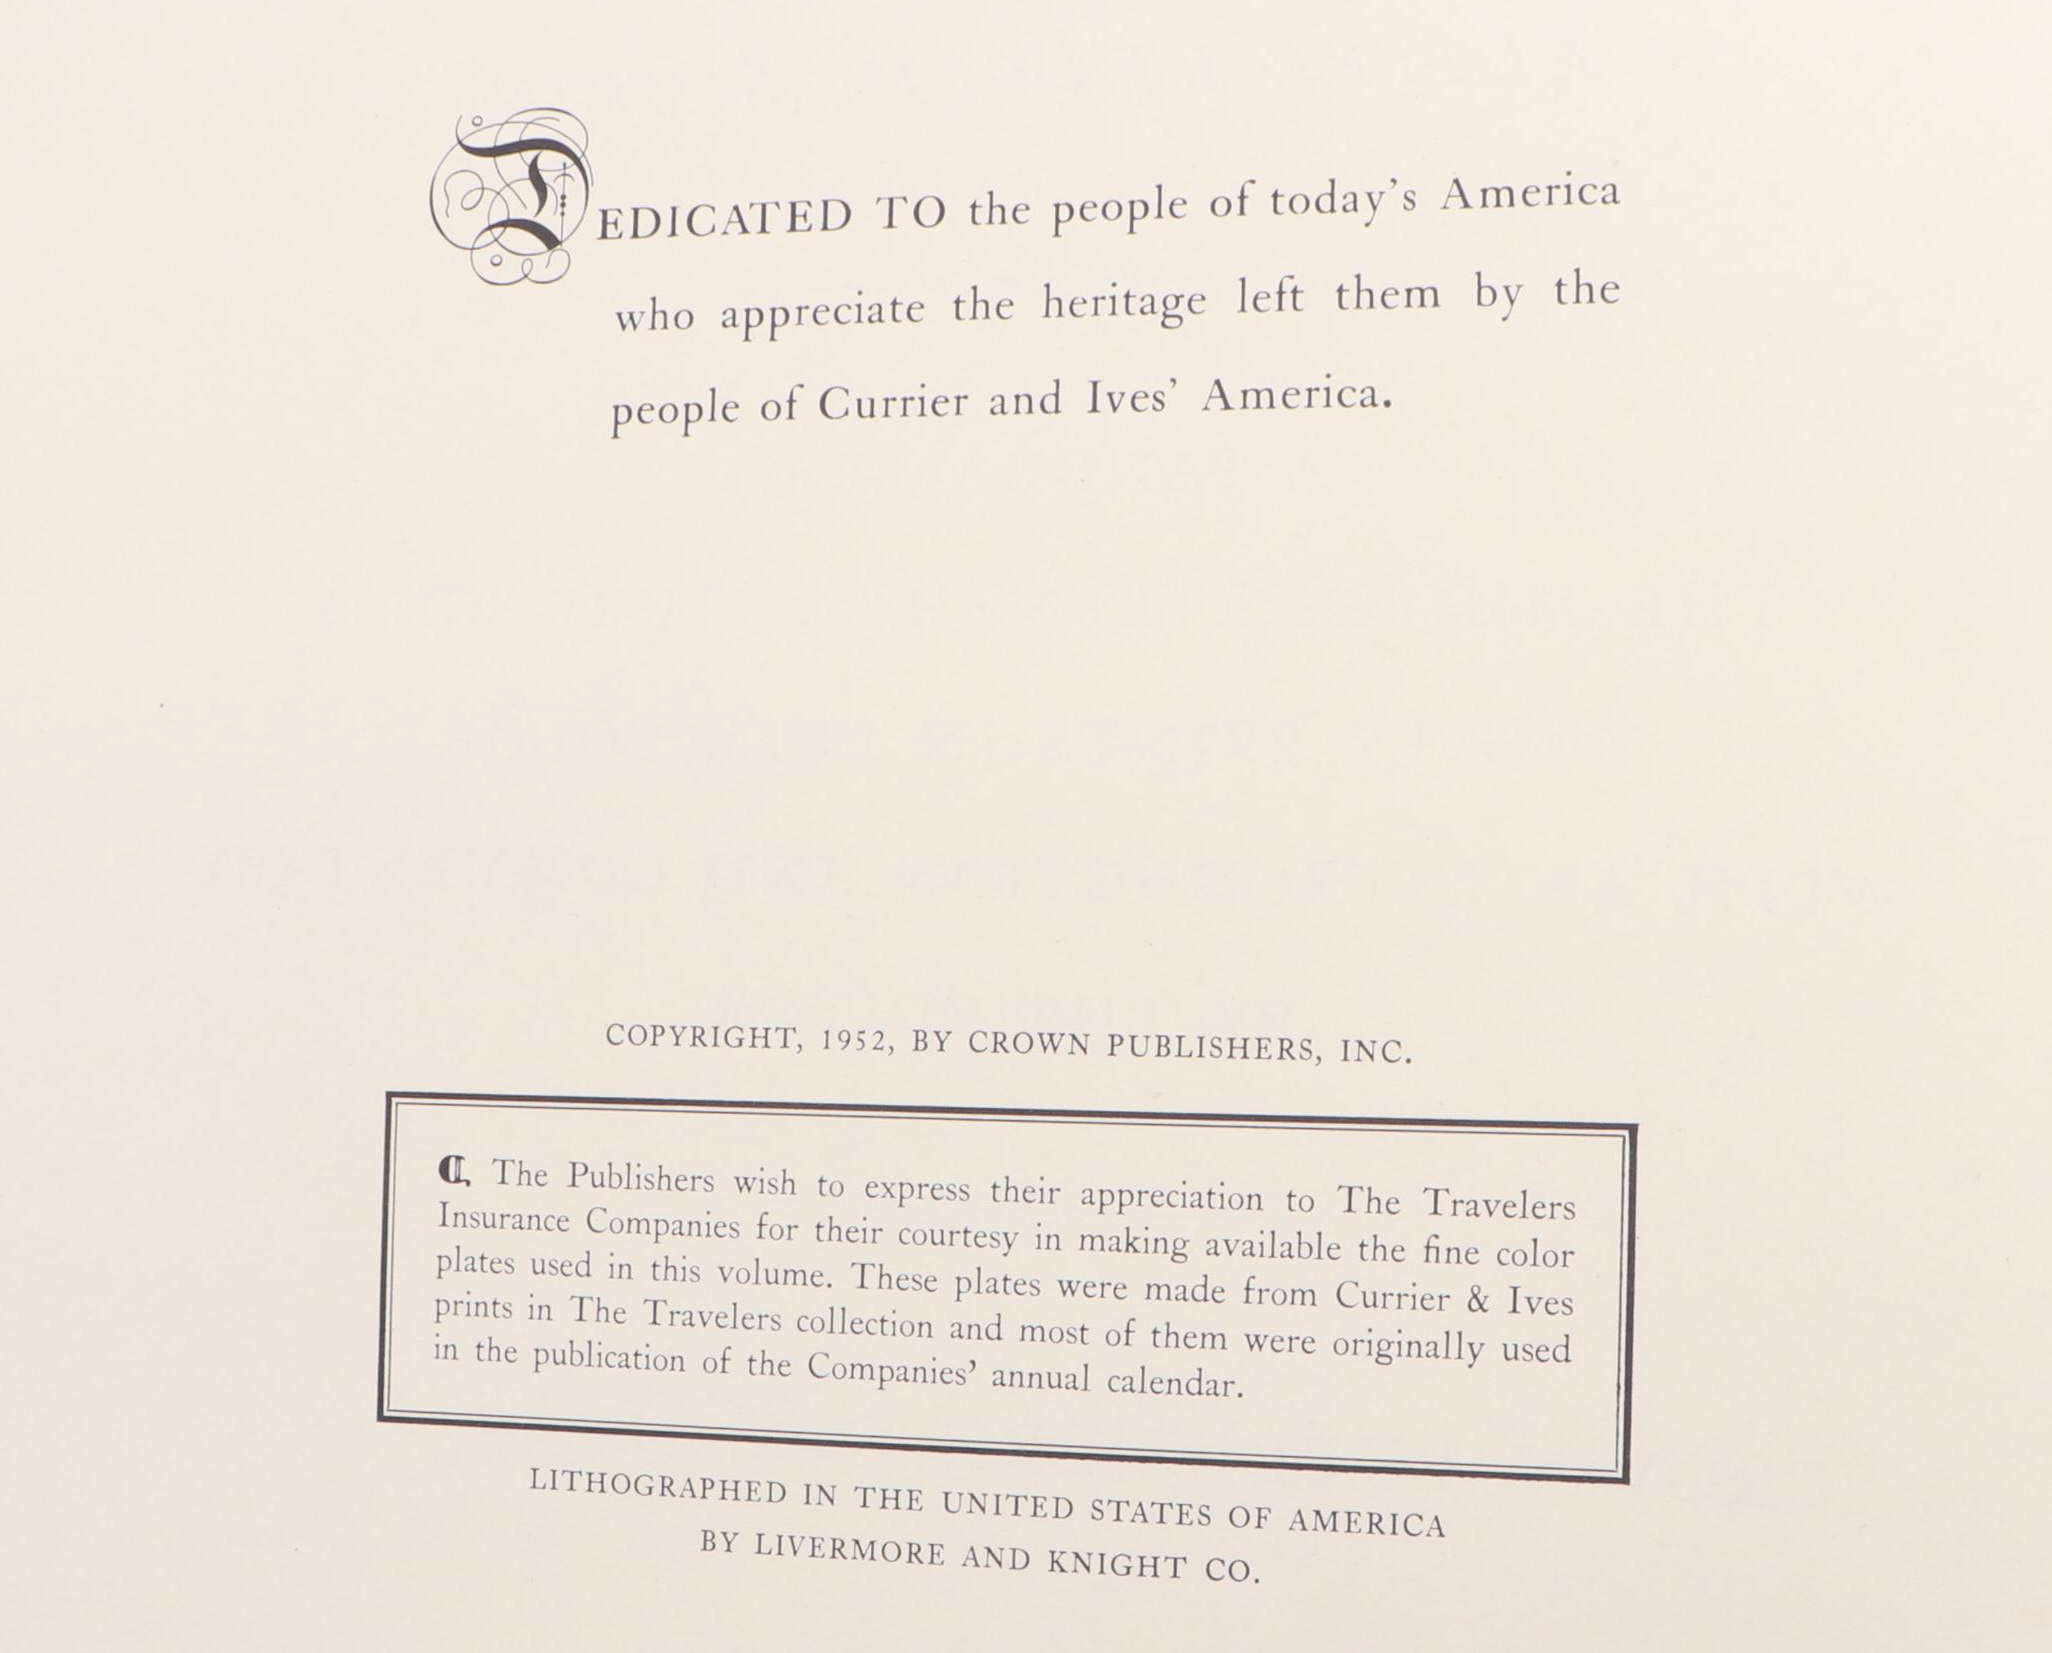 DEDICATED TO the people of today's America
who appreciate the heritage left them by the
people of Currier and Ives' America.
COPYRIGHT, 1952, BY CROWN PUBLISHERS, INC.
The Publishers wish to express their appreciation to The Travelers
Insurance Companies for their courtesy in making available the fine color
plates used in this volume. These plates were made from Currier & Ives
prints in The Travelers collection and most of them were originally used
in the publication of the Companies' annual calendar.
LITHOGRAPHED IN THE UNITED STATES OF AMERICA
BY LIVERMORE AND KNIGHT CO.